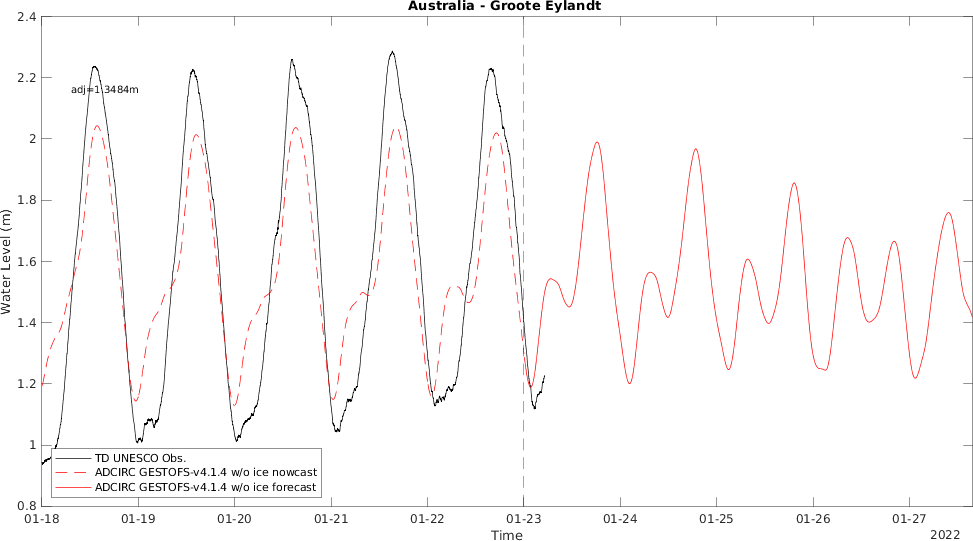 Australia - Groote Eylandt
2.4
2.2
2
1.8
1.6
1.4
1.2
1
0.8
Water Level (m)
adj=1.3484m
TD UNESCO Obs.
ADCIRC GESTOFS-v4.1.4 w/o ice nowcast
ADCIRC GESTOFS-v4.1.4 w/o ice forecast
01-18 01-19 01-20 01-21 01-22 01-23 01-24 01-25 01-26 01-27
Time
2022